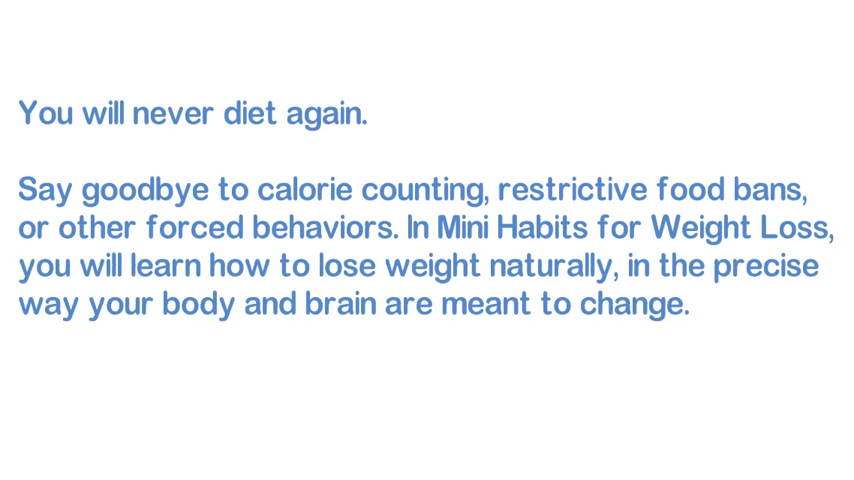 You will never diet again.
Say goodbye to calorie counting, restrictive food bans,
or other forced behaviors. In Mini Habits for Weight Loss,
you will learn how to lose weight naturally, in the precise
way your body and brain are meant to change.